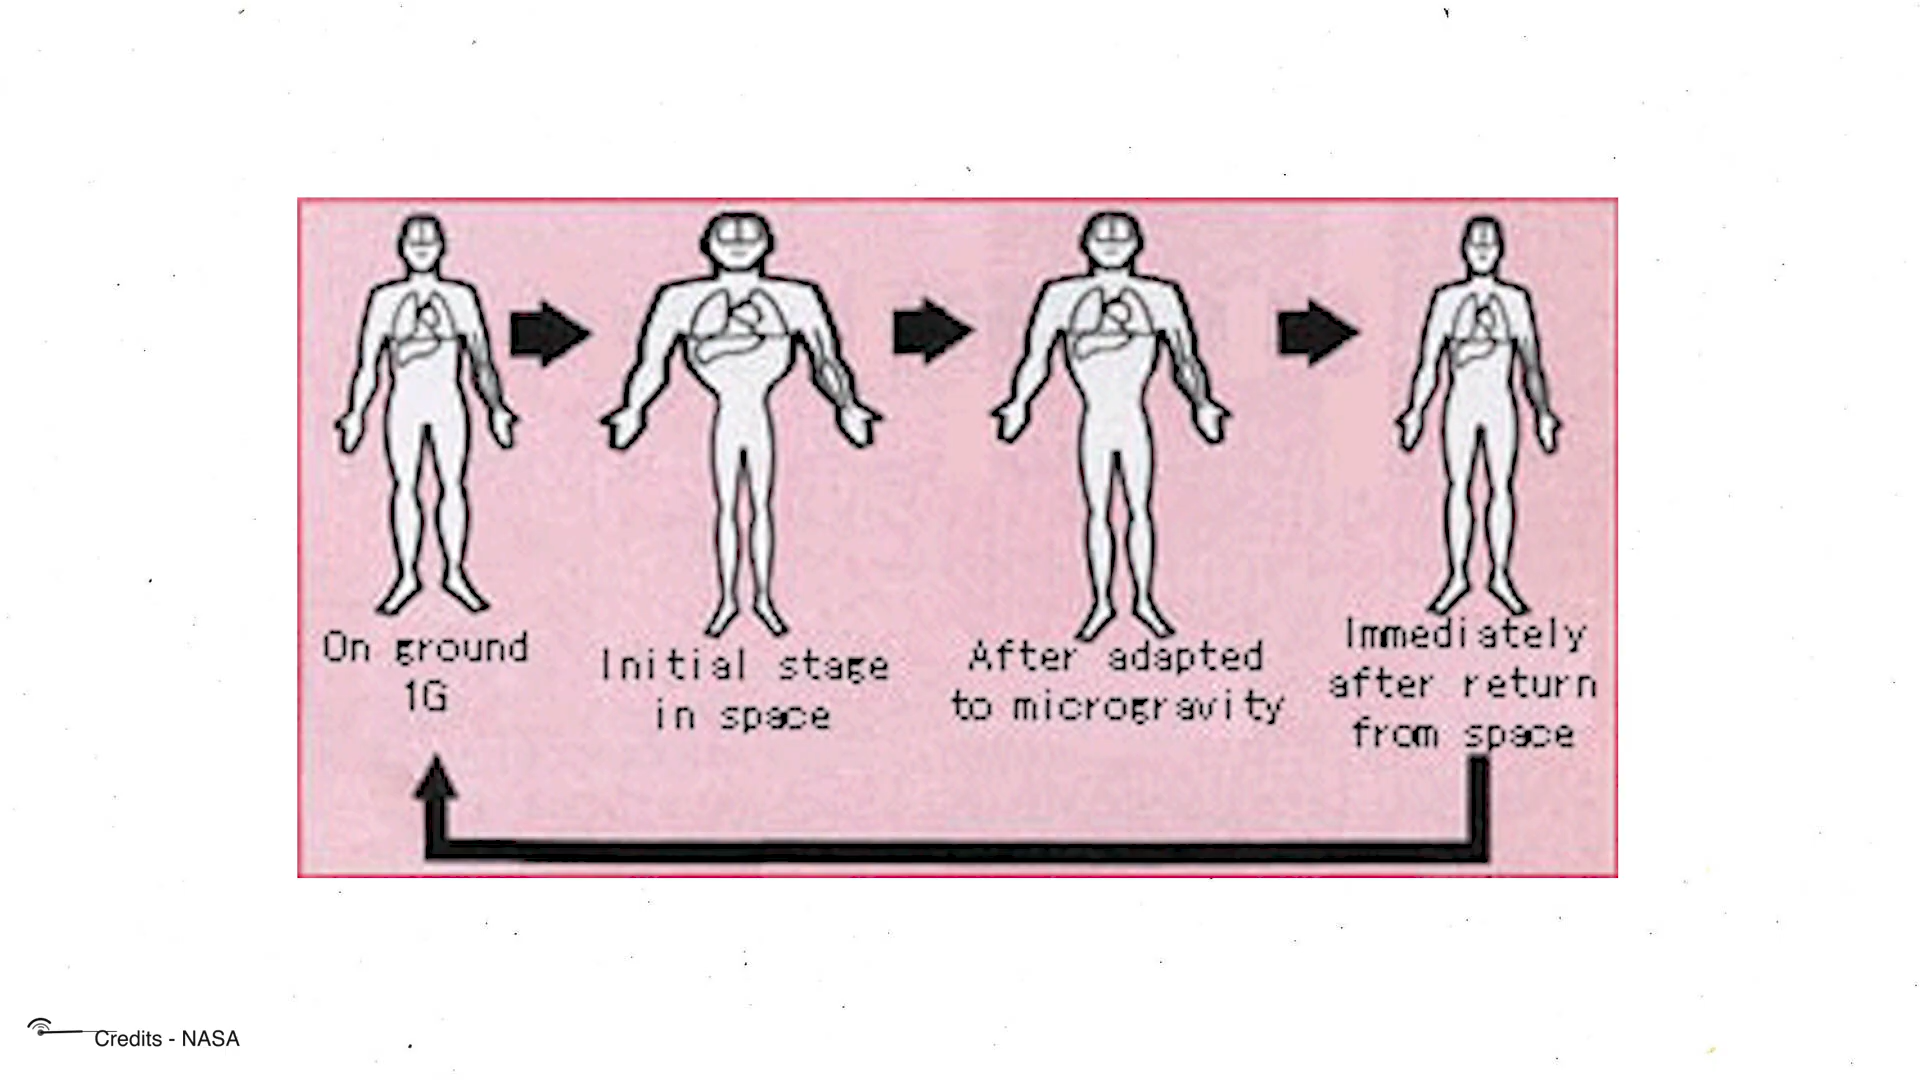 On ground
1G
Initial stage
in space
After adapted
to microgravity
Immediately
after return
from space
Credits - NASA